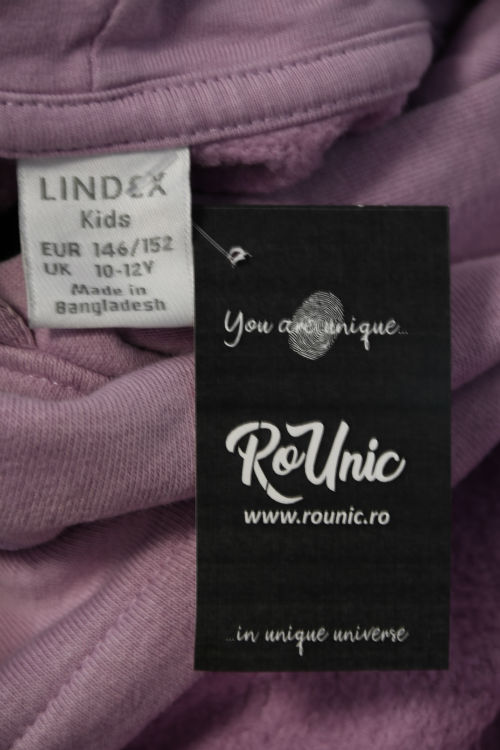 LINDEX
Kids
EUR 146/152
UK 10-12Y
Made in
Bangladesh
You are unique...
RoUnic
www.rounic.ro
...in unique universe